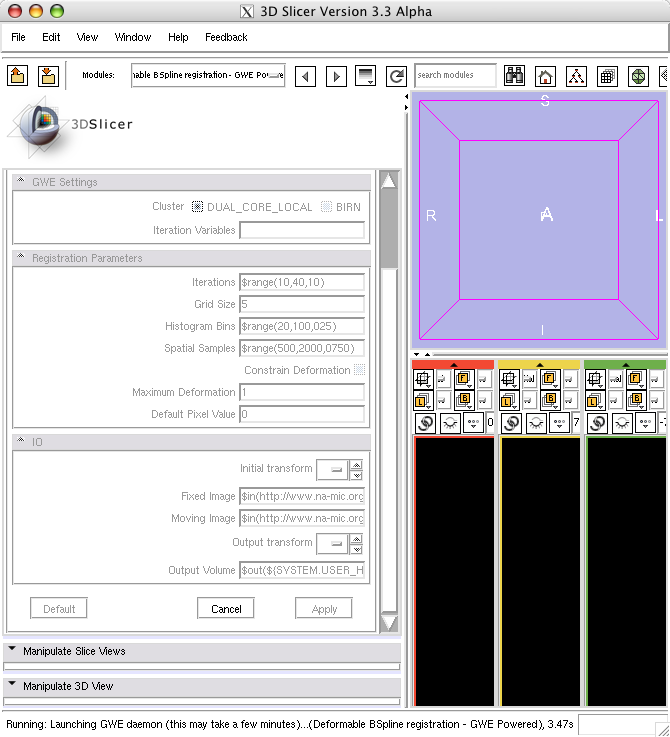 3D Slicer Version 3.3 Alpha
File Edit View Window Help Feedback
Modules: nable BSpline registration - GWE Powere search modules
3DSlicer
GWE Settings
Cluster DUAL_CORE_LOCAL BIRN
Iteration Variables
Registration Parameters
Iterations $range(10,40,10)
Grid Size 5
Histogram Bins $range(20,100,025)
Spatial Samples $range(500,2000,0750)
Constrain Deformation
Maximum Deformation 1
Default Pixel Value 0
IO
Initial transform
Fixed Image $in(http://www.na-mic.org
Moving Image $in(http://www.na-mic.org
Output transform
Output Volume $out(${SYSTEM.USER_H
Default Cancel Apply
Manipulate Slice Views
Manipulate 3D View
S
R A L
I
F F F
L B L B L B
0 7 -7
Running: Launching GWE daemon (this may take a few minutes)...(Deformable BSpline registration - GWE Powered), 3.47s